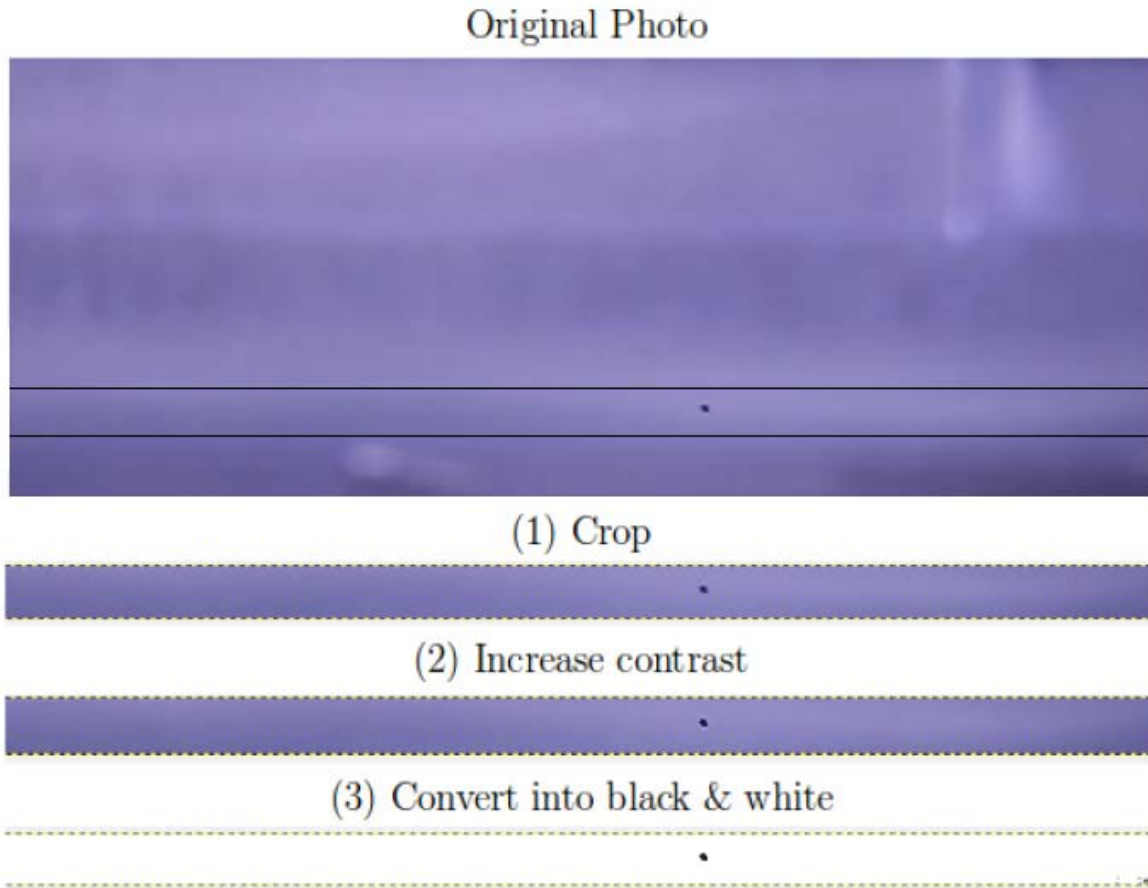 Original Photo
(1) Crop
(2) Increase contrast
(3) Convert into black & white